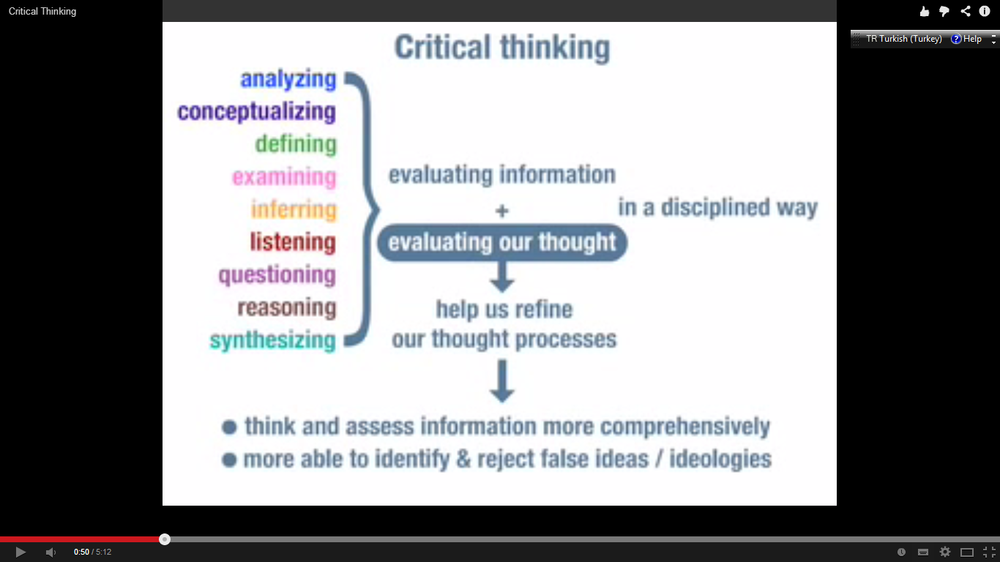 Critical Thinking
TR Turkish (Turkey) ? Help
Critical thinking
analyzing
conceptualizing
defining
examining
inferring
listening
questioning
reasoning
synthesizing
evaluating information
+
in a disciplined way
evaluating our thought
help us refine
our thought processes
● think and assess information more comprehensively
● more able to identify & reject false ideas / ideologies
0:50 / 5:12